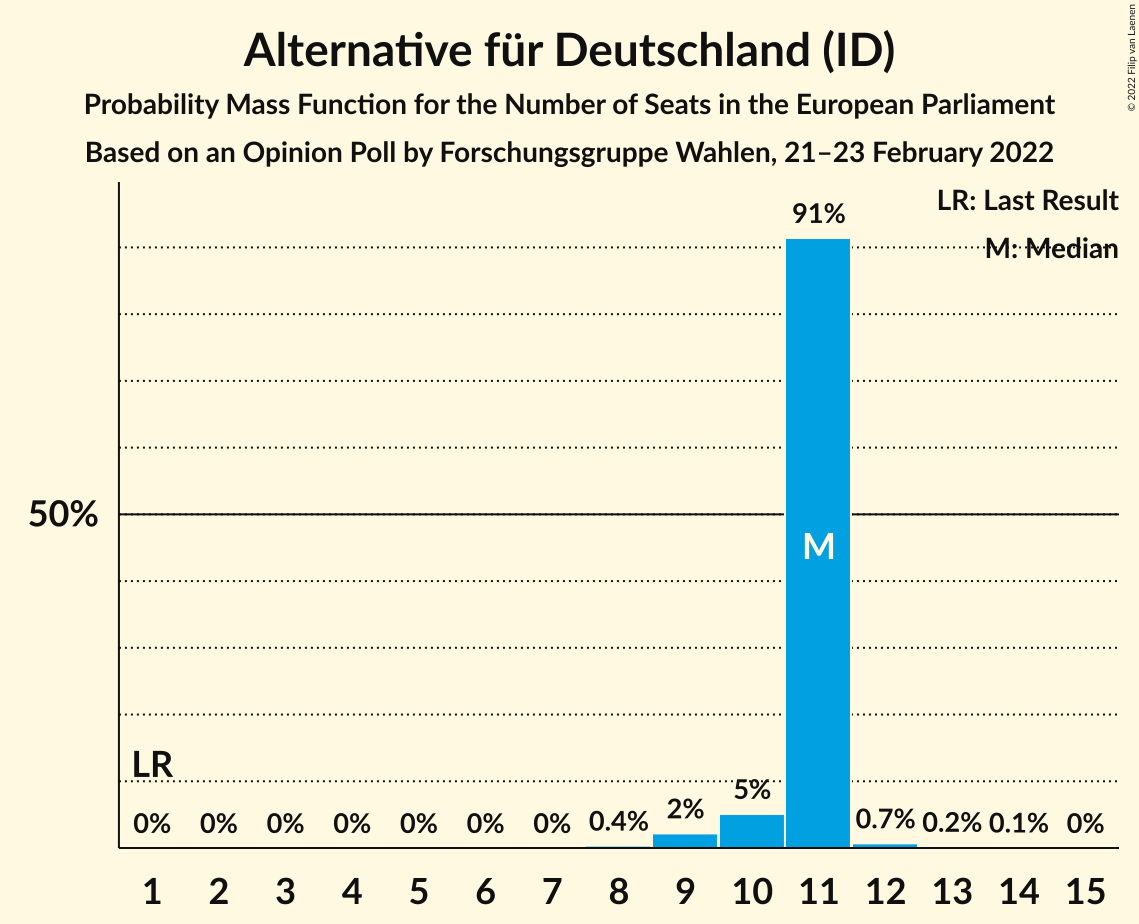 Alternative für Deutschland (ID)
Probability Mass Function for the Number of Seats in the European Parliament
Based on an Opinion Poll by Forschungsgruppe Wahlen, 21–23 February 2022
© 2022 Filip van Laenen
LR: Last Result
M: Median
91%
50%
M
LR
0% 0% 0% 0% 0% 0% 0% 0.4% 2% 5% 0.7% 0.2% 0.1% 0%
1 2 3 4 5 6 7 8 9 10 11 12 13 14 15